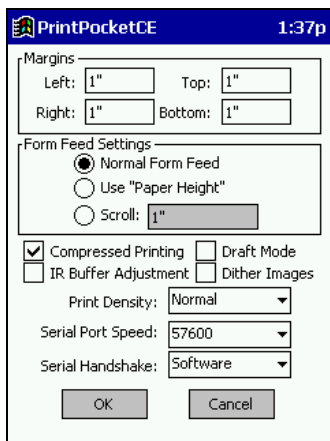 PrintPocketCE 1:37p
Margins
Left: 1" Top: 1"
Right: 1" Bottom: 1"
Form Feed Settings
Normal Form Feed
Use "Paper Height"
Scroll: 1"
Compressed Printing Draft Mode
IR Buffer Adjustment Dither Images
Print Density: Normal
Serial Port Speed: 57600
Serial Handshake: Software
OK Cancel